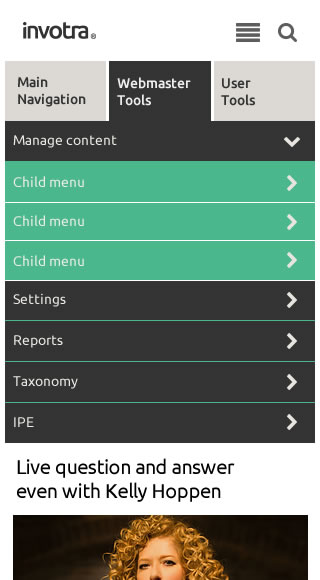 invotra®
Main
Navigation
Webmaster
Tools
User
Tools
Manage content
Child menu
Child menu
Child menu
Settings
Reports
Taxonomy
IPE
Live question and answer
even with Kelly Hoppen